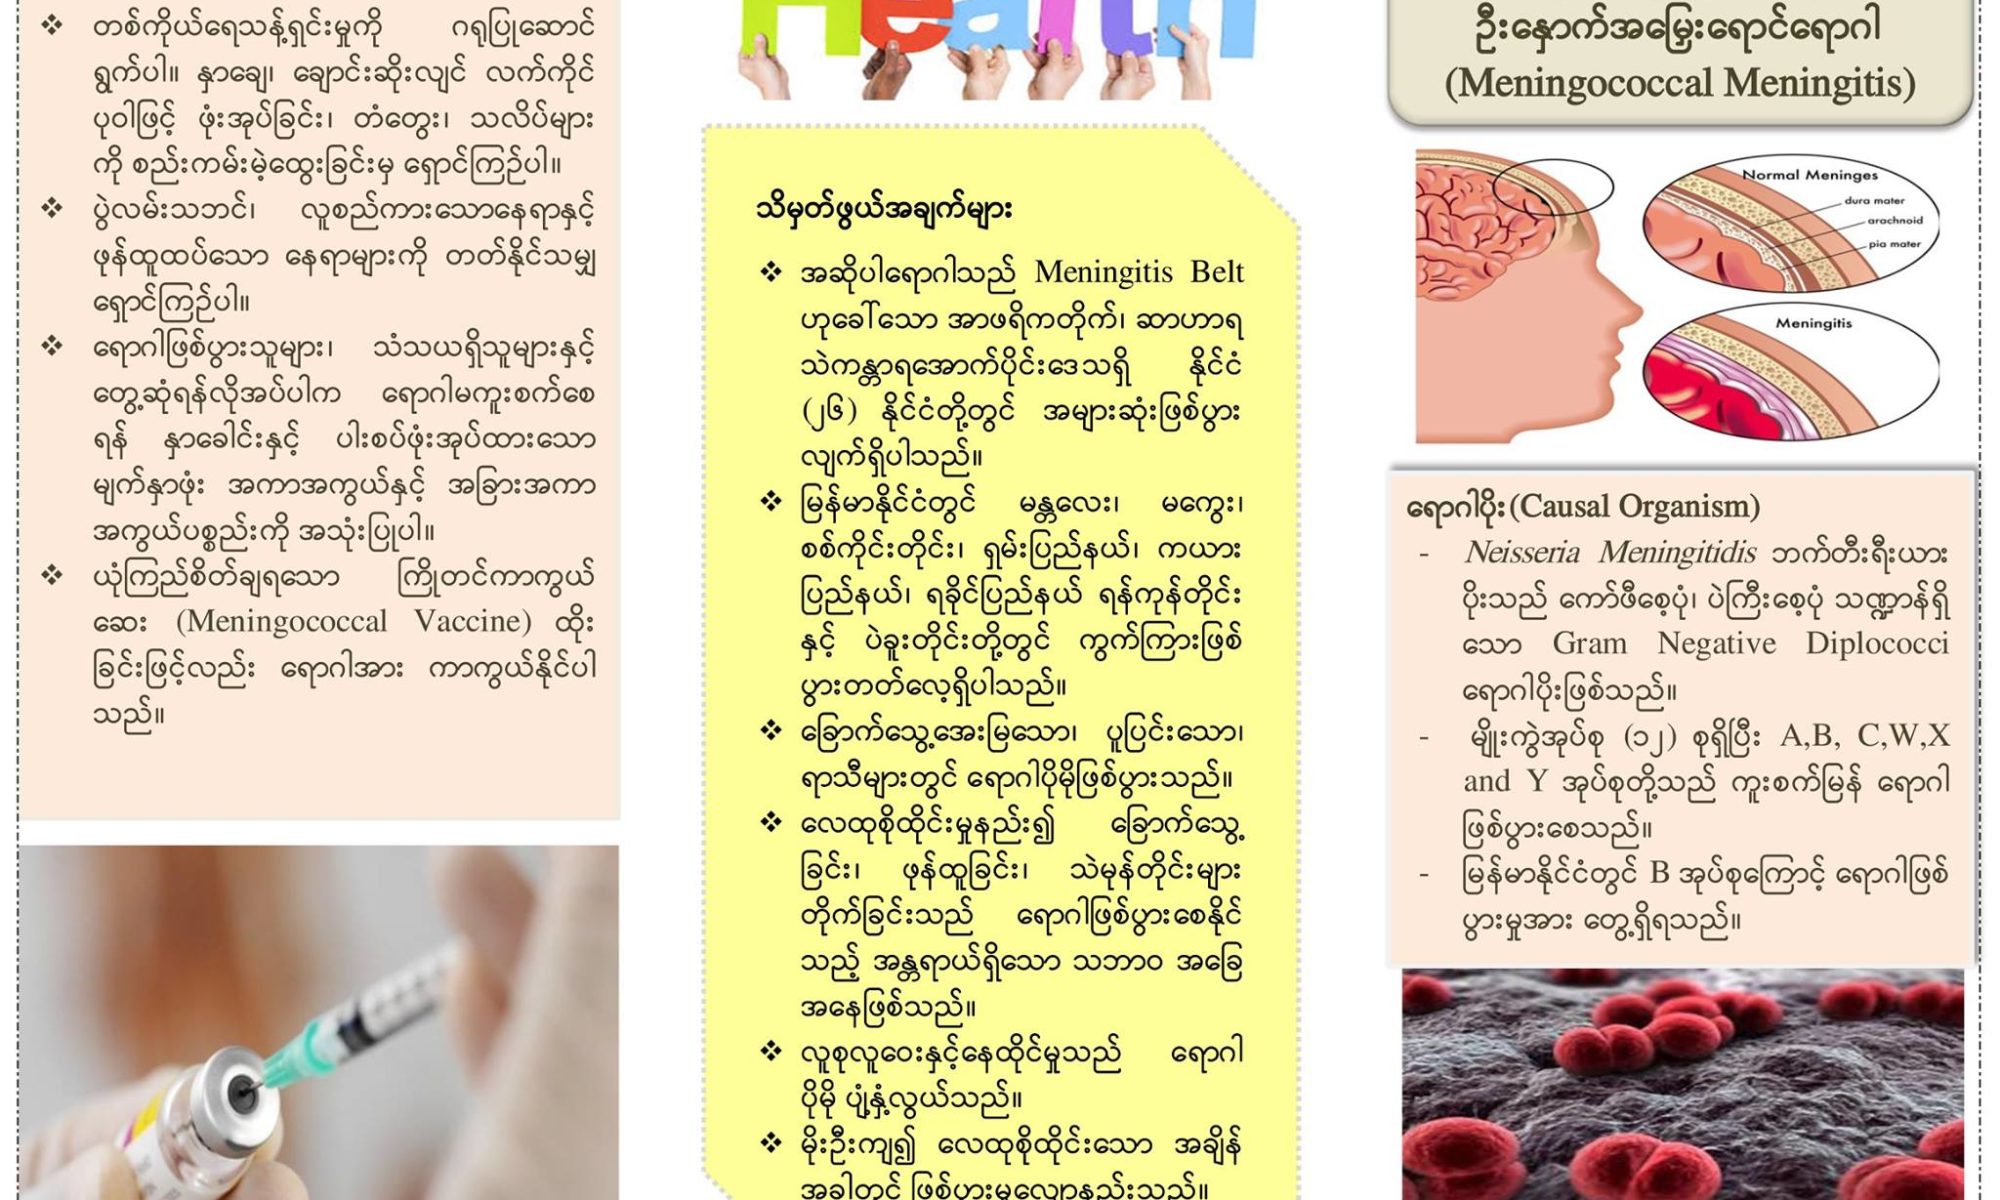 ❖ တစ်ကိုယ်ရေသန့်ရှင်းမှုကို ဂရုပြုဆောင်
ရွက်ပါ။ နှာချေ၊ ချောင်းဆိုးလျင် လက်ကိုင်
ပုဝါဖြင့် ဖုံးအုပ်ခြင်း၊ တံတွေး၊ သလိပ်များ
ကို စည်းကမ်းမဲ့ထွေးခြင်းမှ ရှောင်ကြဉ်ပါ။
❖ ပွဲလမ်းသဘင်၊ လူစည်ကားသောနေရာနှင့်
ဖုန်ထူထပ်သော နေရာများကို တတ်နိုင်သမျှ
ရှောင်ကြဉ်ပါ။
❖ ရောဂါဖြစ်ပွားသူများ၊ သံသယရှိသူများနှင့်
တွေ့ဆုံရန်လိုအပ်ပါက ရောဂါမကူးစက်စေ
ရန် နှာခေါင်းနှင့် ပါးစပ်ဖုံးအုပ်ထားသော
မျက်နှာဖုံး အကာအကွယ်နှင့် အခြားအကာ
အကွယ်ပစ္စည်းကို အသုံးပြုပါ။
❖ ယုံကြည်စိတ်ချရသော ကြိုတင်ကာကွယ်
ဆေး (Meningococcal Vaccine) ထိုး
ခြင်းဖြင့်လည်း ရောဂါအား ကာကွယ်နိုင်ပါ
သည်။
Health
သိမှတ်ဖွယ်အချက်များ
❖ အဆိုပါရောဂါသည် Meningitis Belt
ဟုခေါ်သော အာဖရိကတိုက်၊ ဆာဟာရ
သဲကန္တာရအောက်ပိုင်းဒေသရှိ နိုင်ငံ
(၂၆) နိုင်ငံတို့တွင် အများဆုံးဖြစ်ပွား
လျက်ရှိပါသည်။
❖ မြန်မာနိုင်ငံတွင် မန္တလေး၊ မကွေး၊
စစ်ကိုင်းတိုင်း၊ ရှမ်းပြည်နယ်၊ ကယား
ပြည်နယ်၊ ရခိုင်ပြည်နယ် ရန်ကုန်တိုင်း
နှင့် ပဲခူးတိုင်းတို့တွင် ကွက်ကြားဖြစ်
ပွားတတ်လေ့ရှိပါသည်။
❖ ခြောက်သွေ့အေးမြသော၊ ပူပြင်းသော၊
ရာသီများတွင် ရောဂါပိုမိုဖြစ်ပွားသည်။
❖ လေထုစိုထိုင်းမှုနည်း၍ ခြောက်သွေ့
ခြင်း၊ ဖုန်ထူခြင်း၊ သဲမုန်တိုင်းများ
တိုက်ခြင်းသည် ရောဂါဖြစ်ပွားစေနိုင်
သည့် အန္တရာယ်ရှိသော သဘာဝ အခြေ
အနေဖြစ်သည်။
❖ လူစုလူဝေးနှင့်နေထိုင်မှုသည် ရောဂါ
ပိုမို ပျံ့နှံ့လွယ်သည်။
❖ မိုးဦးကျ၍ လေထုစိုထိုင်းသော အချိန်
အခါတွင် ဖြစ်ပွားမှုလျော့နည်းသည်။
ဦးနှောက်အမြှေးရောင်ရောဂါ
(Meningococcal Meningitis)
Normal Meninges
dura mater
arachnoid
pia mater
Meningitis
ရောဂါပိုး (Causal Organism)
- Neisseria Meningitidis ဘက်တီးရီးယား
ပိုးသည် ကော်ဖီစေ့ပုံ၊ ပဲကြီးစေ့ပုံ သဏ္ဍာန်ရှိ
သော Gram Negative Diplococci
ရောဂါပိုးဖြစ်သည်။
- မျိုးကွဲအုပ်စု (၁၂) စုရှိပြီး A,B, C,W,X
and Y အုပ်စုတို့သည် ကူးစက်မြန် ရောဂါ
ဖြစ်ပွားစေသည်။
- မြန်မာနိုင်ငံတွင် B အုပ်စုကြောင့် ရောဂါဖြစ်
ပွားမှုအား တွေ့ရှိရသည်။